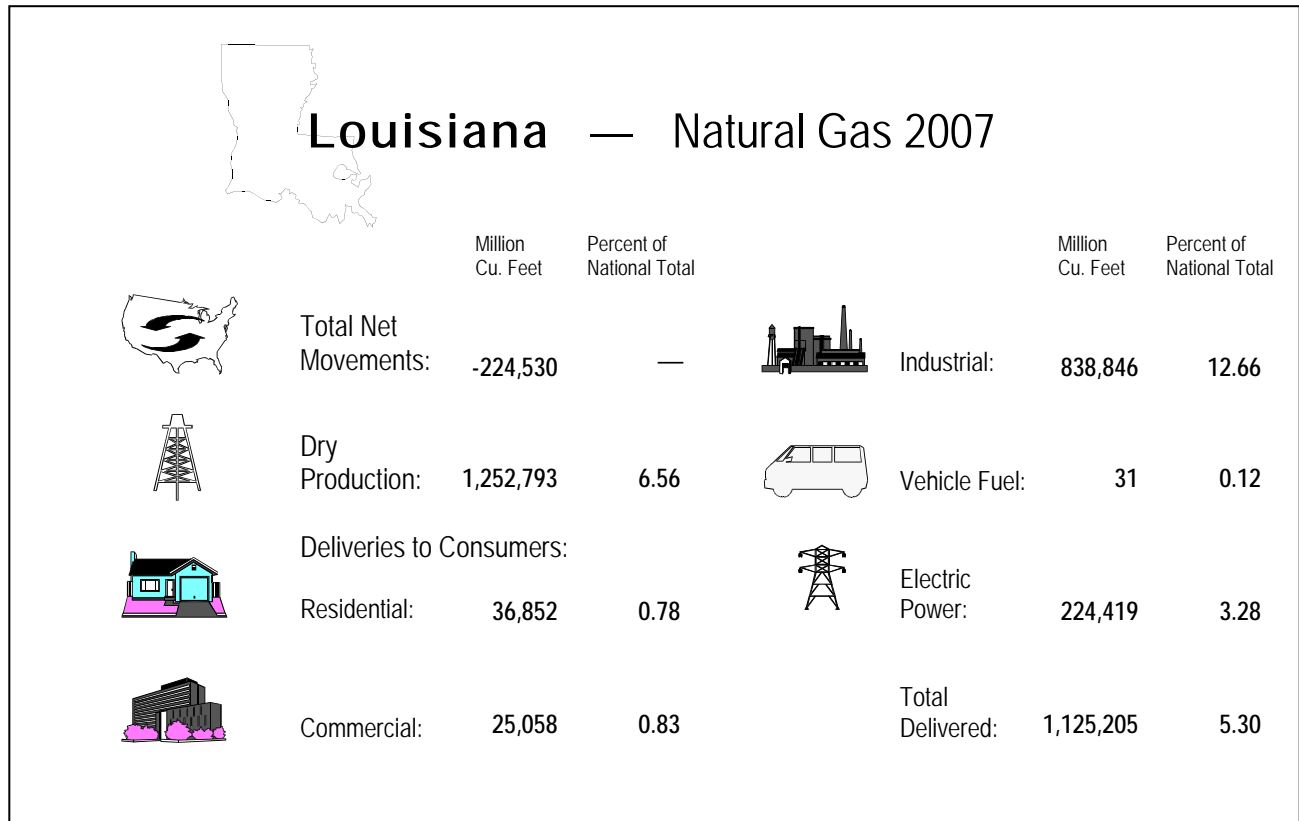 Louisiana — Natural Gas 2007
Million
Cu. Feet
Percent of
National Total
Total Net
Movements: -224,530 —
Dry
Production: 1,252,793 6.56
Deliveries to Consumers:
Residential: 36,852 0.78
Commercial: 25,058 0.83
Million
Cu. Feet
Percent of
National Total
Industrial: 838,846 12.66
Vehicle Fuel: 31 0.12
Electric
Power: 224,419 3.28
Total
Delivered: 1,125,205 5.30